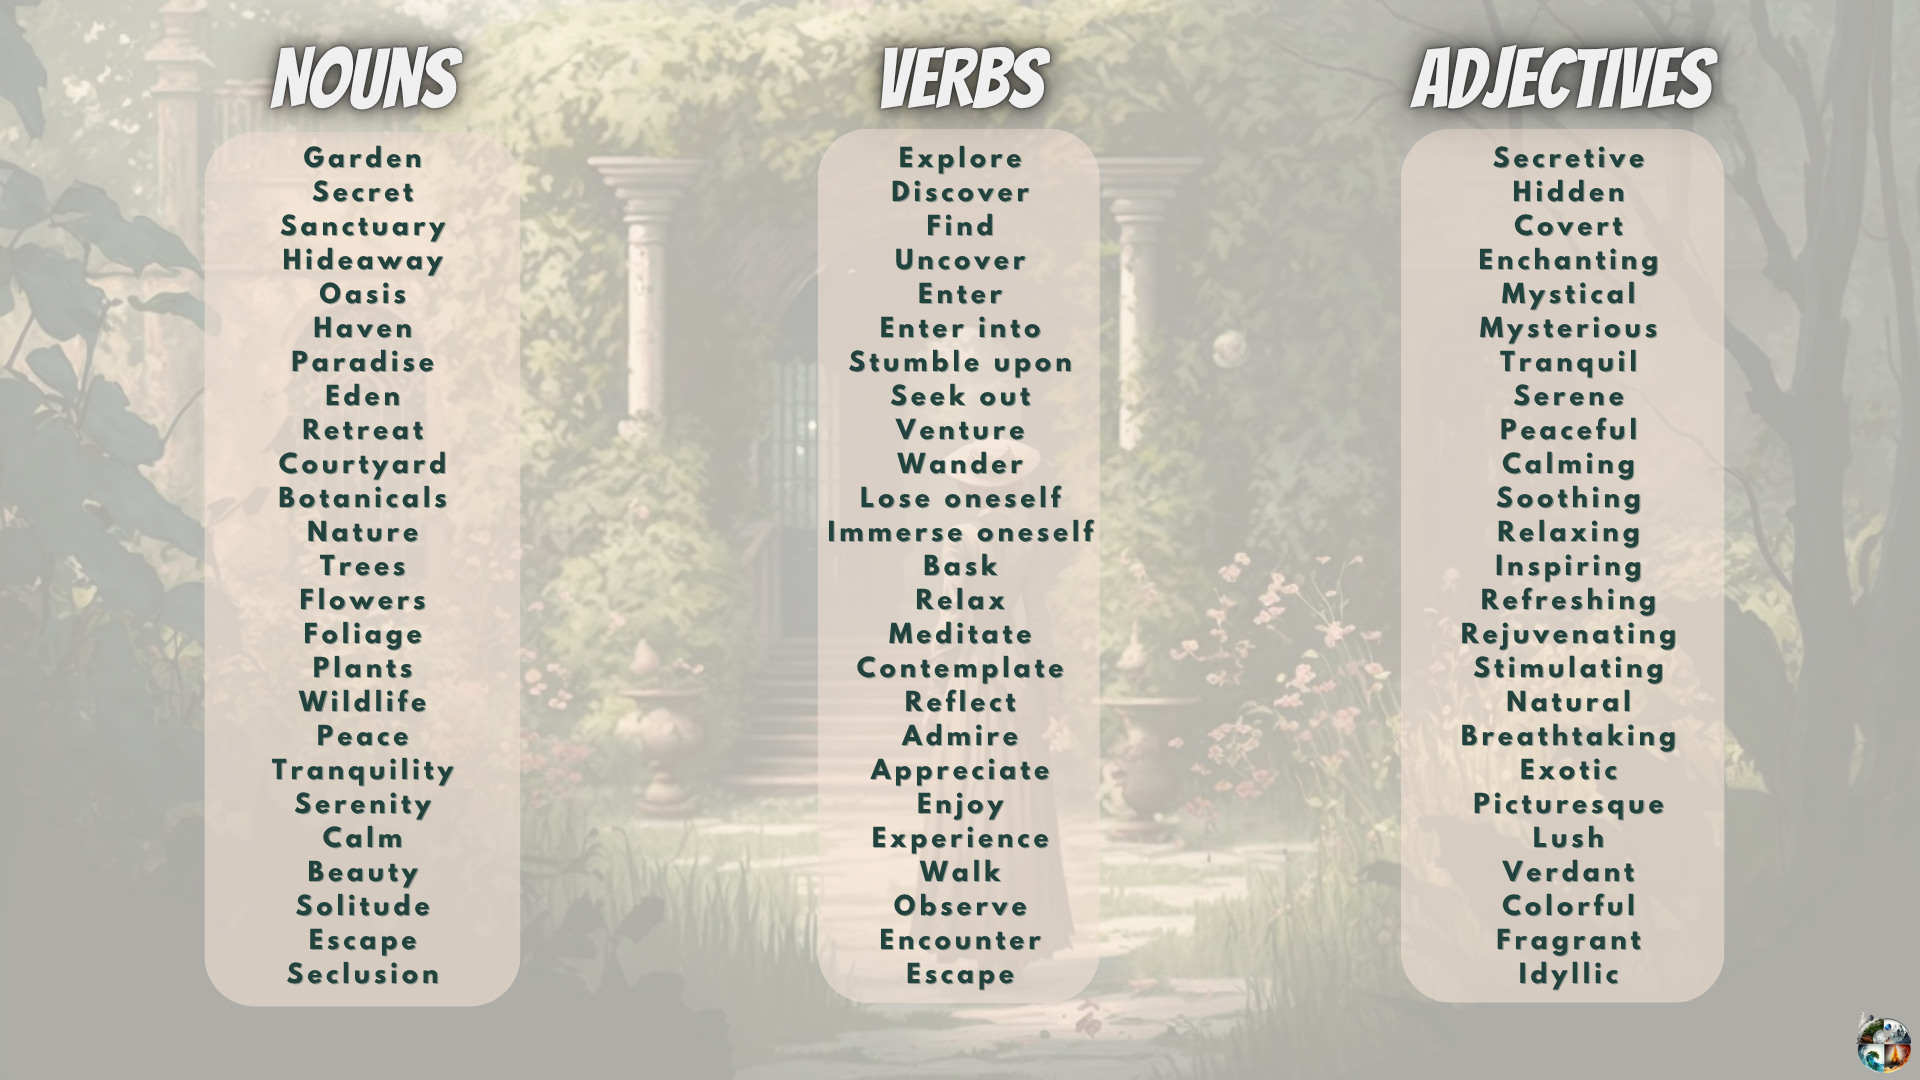 NOUNS
Garden
Secret
Sanctuary
Hideaway
Oasis
Haven
Paradise
Eden
Retreat
Courtyard
Botanicals
Nature
Trees
Flowers
Foliage
Plants
Wildlife
Peace
Tranquility
Serenity
Calm
Beauty
Solitude
Escape
Seclusion
VERBS
Explore
Discover
Find
Uncover
Enter
Enter into
Stumble upon
Seek out
Venture
Wander
Lose oneself
Immerse oneself
Bask
Relax
Meditate
Contemplate
Reflect
Admire
Appreciate
Enjoy
Experience
Walk
Observe
Encounter
Escape
ADJECTIVES
Secretive
Hidden
Covert
Enchanting
Mystical
Mysterious
Tranquil
Serene
Peaceful
Calming
Soothing
Relaxing
Inspiring
Refreshing
Rejuvenating
Stimulating
Natural
Breathtaking
Exotic
Picturesque
Lush
Verdant
Colorful
Fragrant
Idyllic